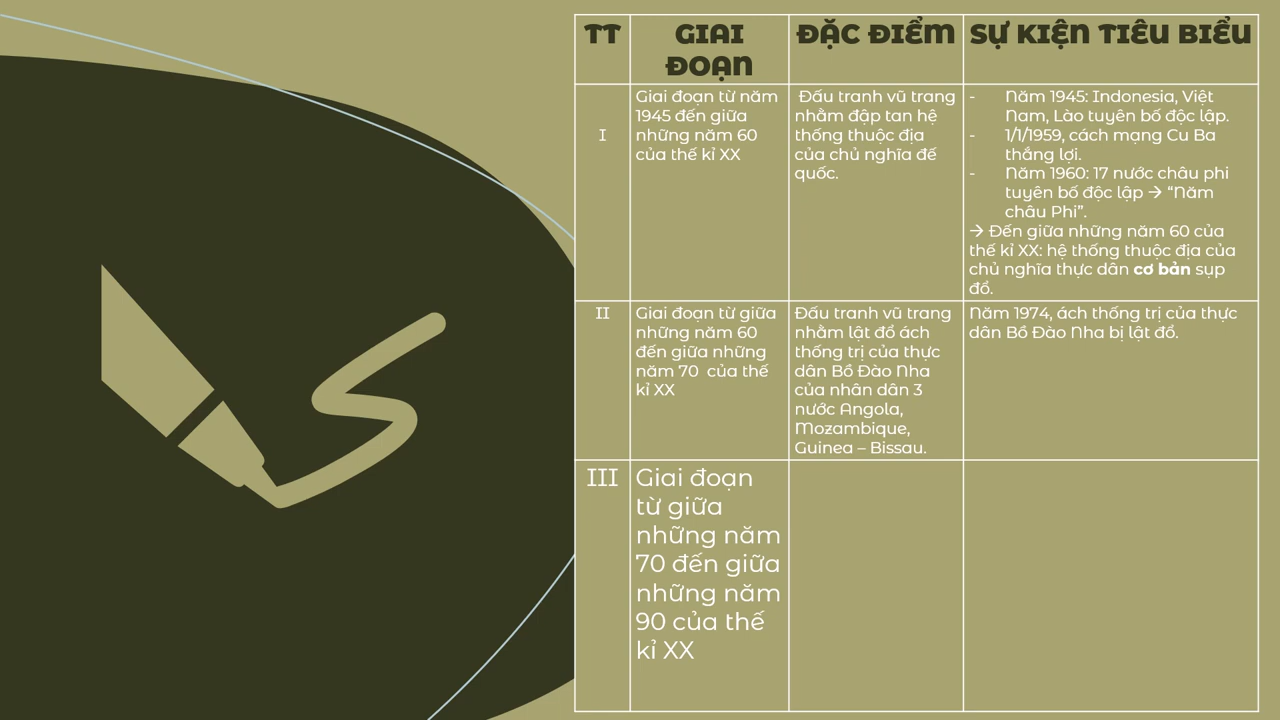 TT
GIAI
ĐOẠN
ĐẶC ĐIỂM
SỰ KIỆN TIÊU BIỂU
I
Giai đoạn từ năm
1945 đến giữa
những năm 60
của thế kỉ XX
Đấu tranh vũ trang
nhằm đập tan hệ
thống thuộc địa
của chủ nghĩa đế
quốc.
- Năm 1945: Indonesia, Việt
Nam, Lào tuyên bố độc lập.
- 1/1/1959, cách mạng Cu Ba
thắng lợi.
- Năm 1960: 17 nước châu phi
tuyên bố độc lập → “Năm
châu Phi”.
→ Đến giữa những năm 60 của
thế kỉ XX: hệ thống thuộc địa của
chủ nghĩa thực dân cơ bản sụp
đổ.
II
Giai đoạn từ giữa
những năm 60
đến giữa những
năm 70 của thế
kỉ XX
Đấu tranh vũ trang
nhằm lật đổ ách
thống trị của thực
dân Bồ Đào Nha
của nhân dân 3
nước Angola,
Mozambique,
Guinea – Bissau.
Năm 1974, ách thống trị của thực
dân Bồ Đào Nha bị lật đổ.
III
Giai đoạn
từ giữa
những năm
70 đến giữa
những năm
90 của thế
kỉ XX